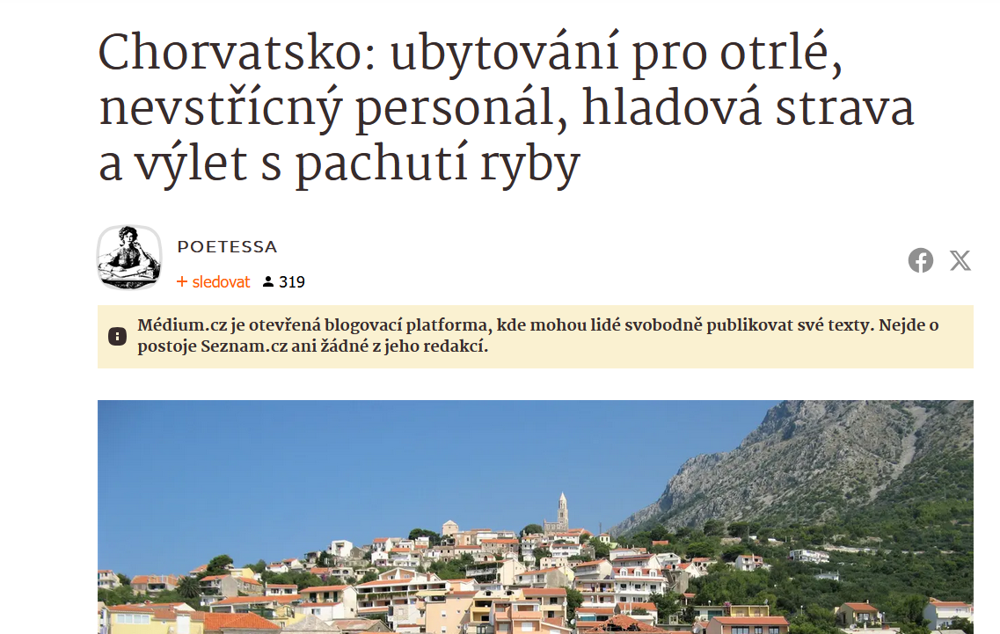 Chorvatsko: ubytování pro otrlé,
nevstřícný personál, hladová strava
a výlet s pachutí ryby
POETESSA
+ sledovat 319
Médium.cz je otevřená blogovací platforma, kde mohou lidé svobodně publikovat své texty. Nejde o
postoje Seznam.cz ani žádné z jeho redakcí.